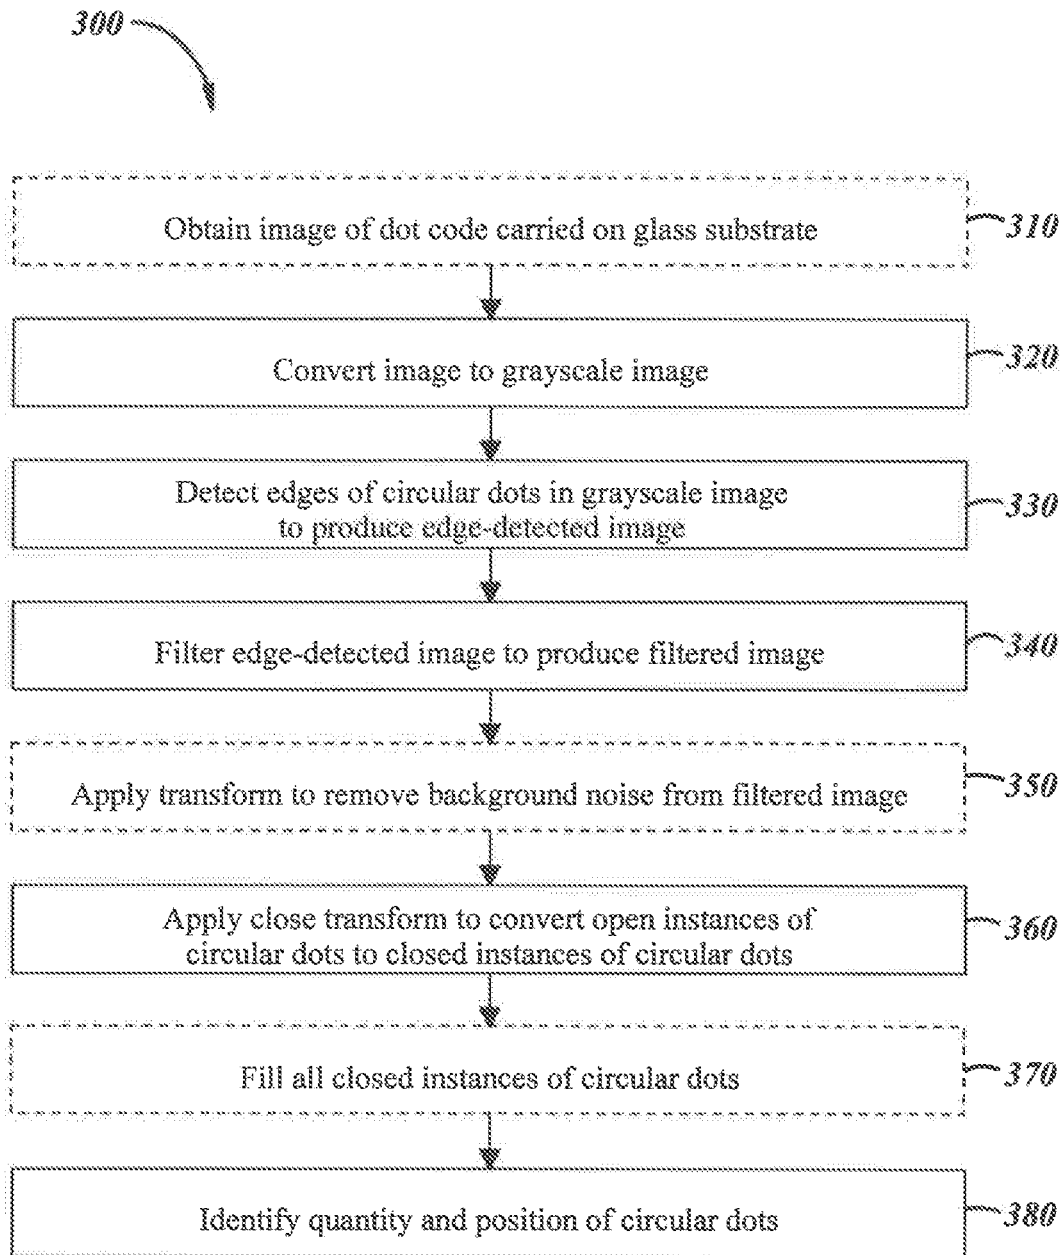 300
Obtain image of dot code carried on glass substrate
310
Convert image to grayscale image
320
Detect edges of circular dots in grayscale image
to produce edge-detected image
330
Filter edge-detected image to produce filtered image
340
Apply transform to remove background noise from filtered image
350
Apply close transform to convert open instances of
circular dots to closed instances of circular dots
360
Fill all closed instances of circular dots
370
Identify quantity and position of circular dots
380